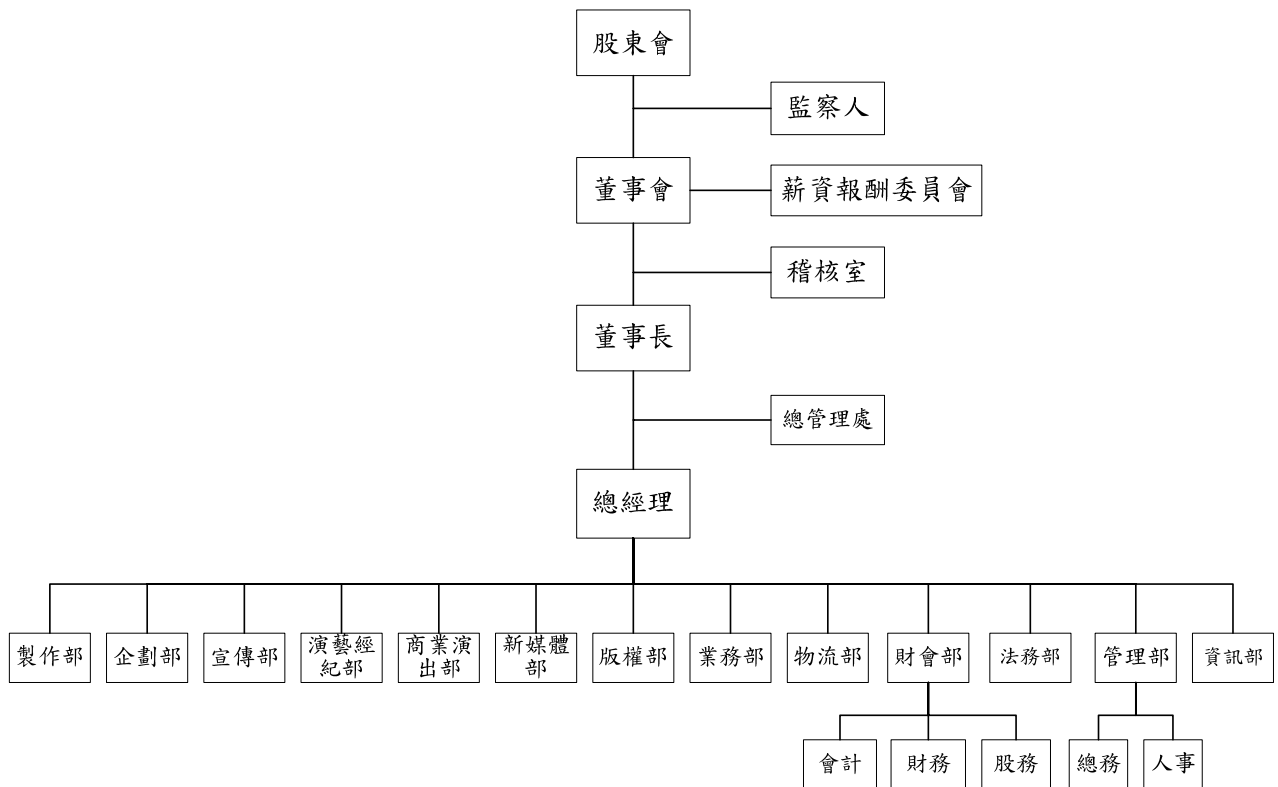 股東會
監察人
董事會
薪資報酬委員會
稽核室
董事長
總管理處
總經理
製作部
企劃部
宣傳部
演藝經
紀部
商業演
出部
新媒體
部
版權部
業務部
物流部
財會部
法務部
管理部
資訊部
會計
財務
股務
總務
人事